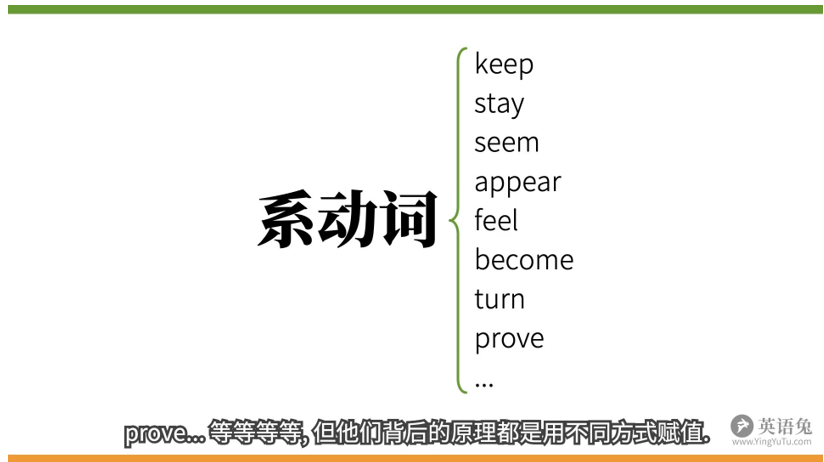 系动词
keep
stay
seem
appear
feel
become
turn
prove
...
prove... 等等等等, 但他们背后的原理都是用不同方式赋值.
英语兔
www.YingYuTu.com